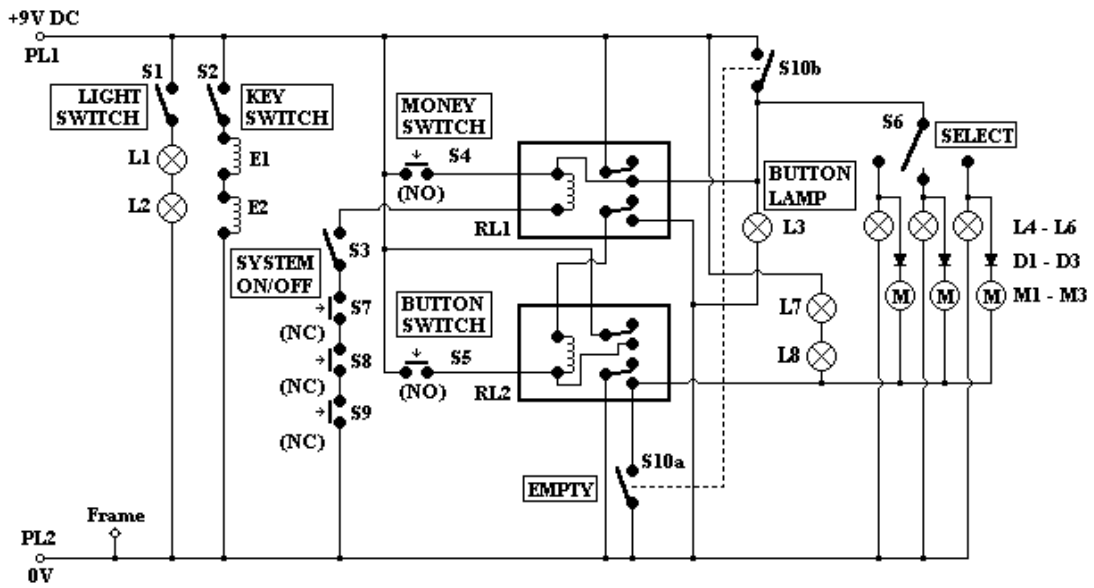 +9V DC
PL1
S1
LIGHT
SWITCH
S2
KEY
SWITCH
L1
L2
E1
E2
MONEY
SWITCH
S4
(NO)
RL1
S10b
S6
SELECT
BUTTON
LAMP
L3
L4 - L6
D1 - D3
M M M
M1 - M3
SYSTEM
ON/OFF
S3
S7
(NC)
S8
(NC)
S9
(NC)
BUTTON
SWITCH
S5
(NO)
RL2
L7
L8
S10a
EMPTY
Frame
PL2
0V